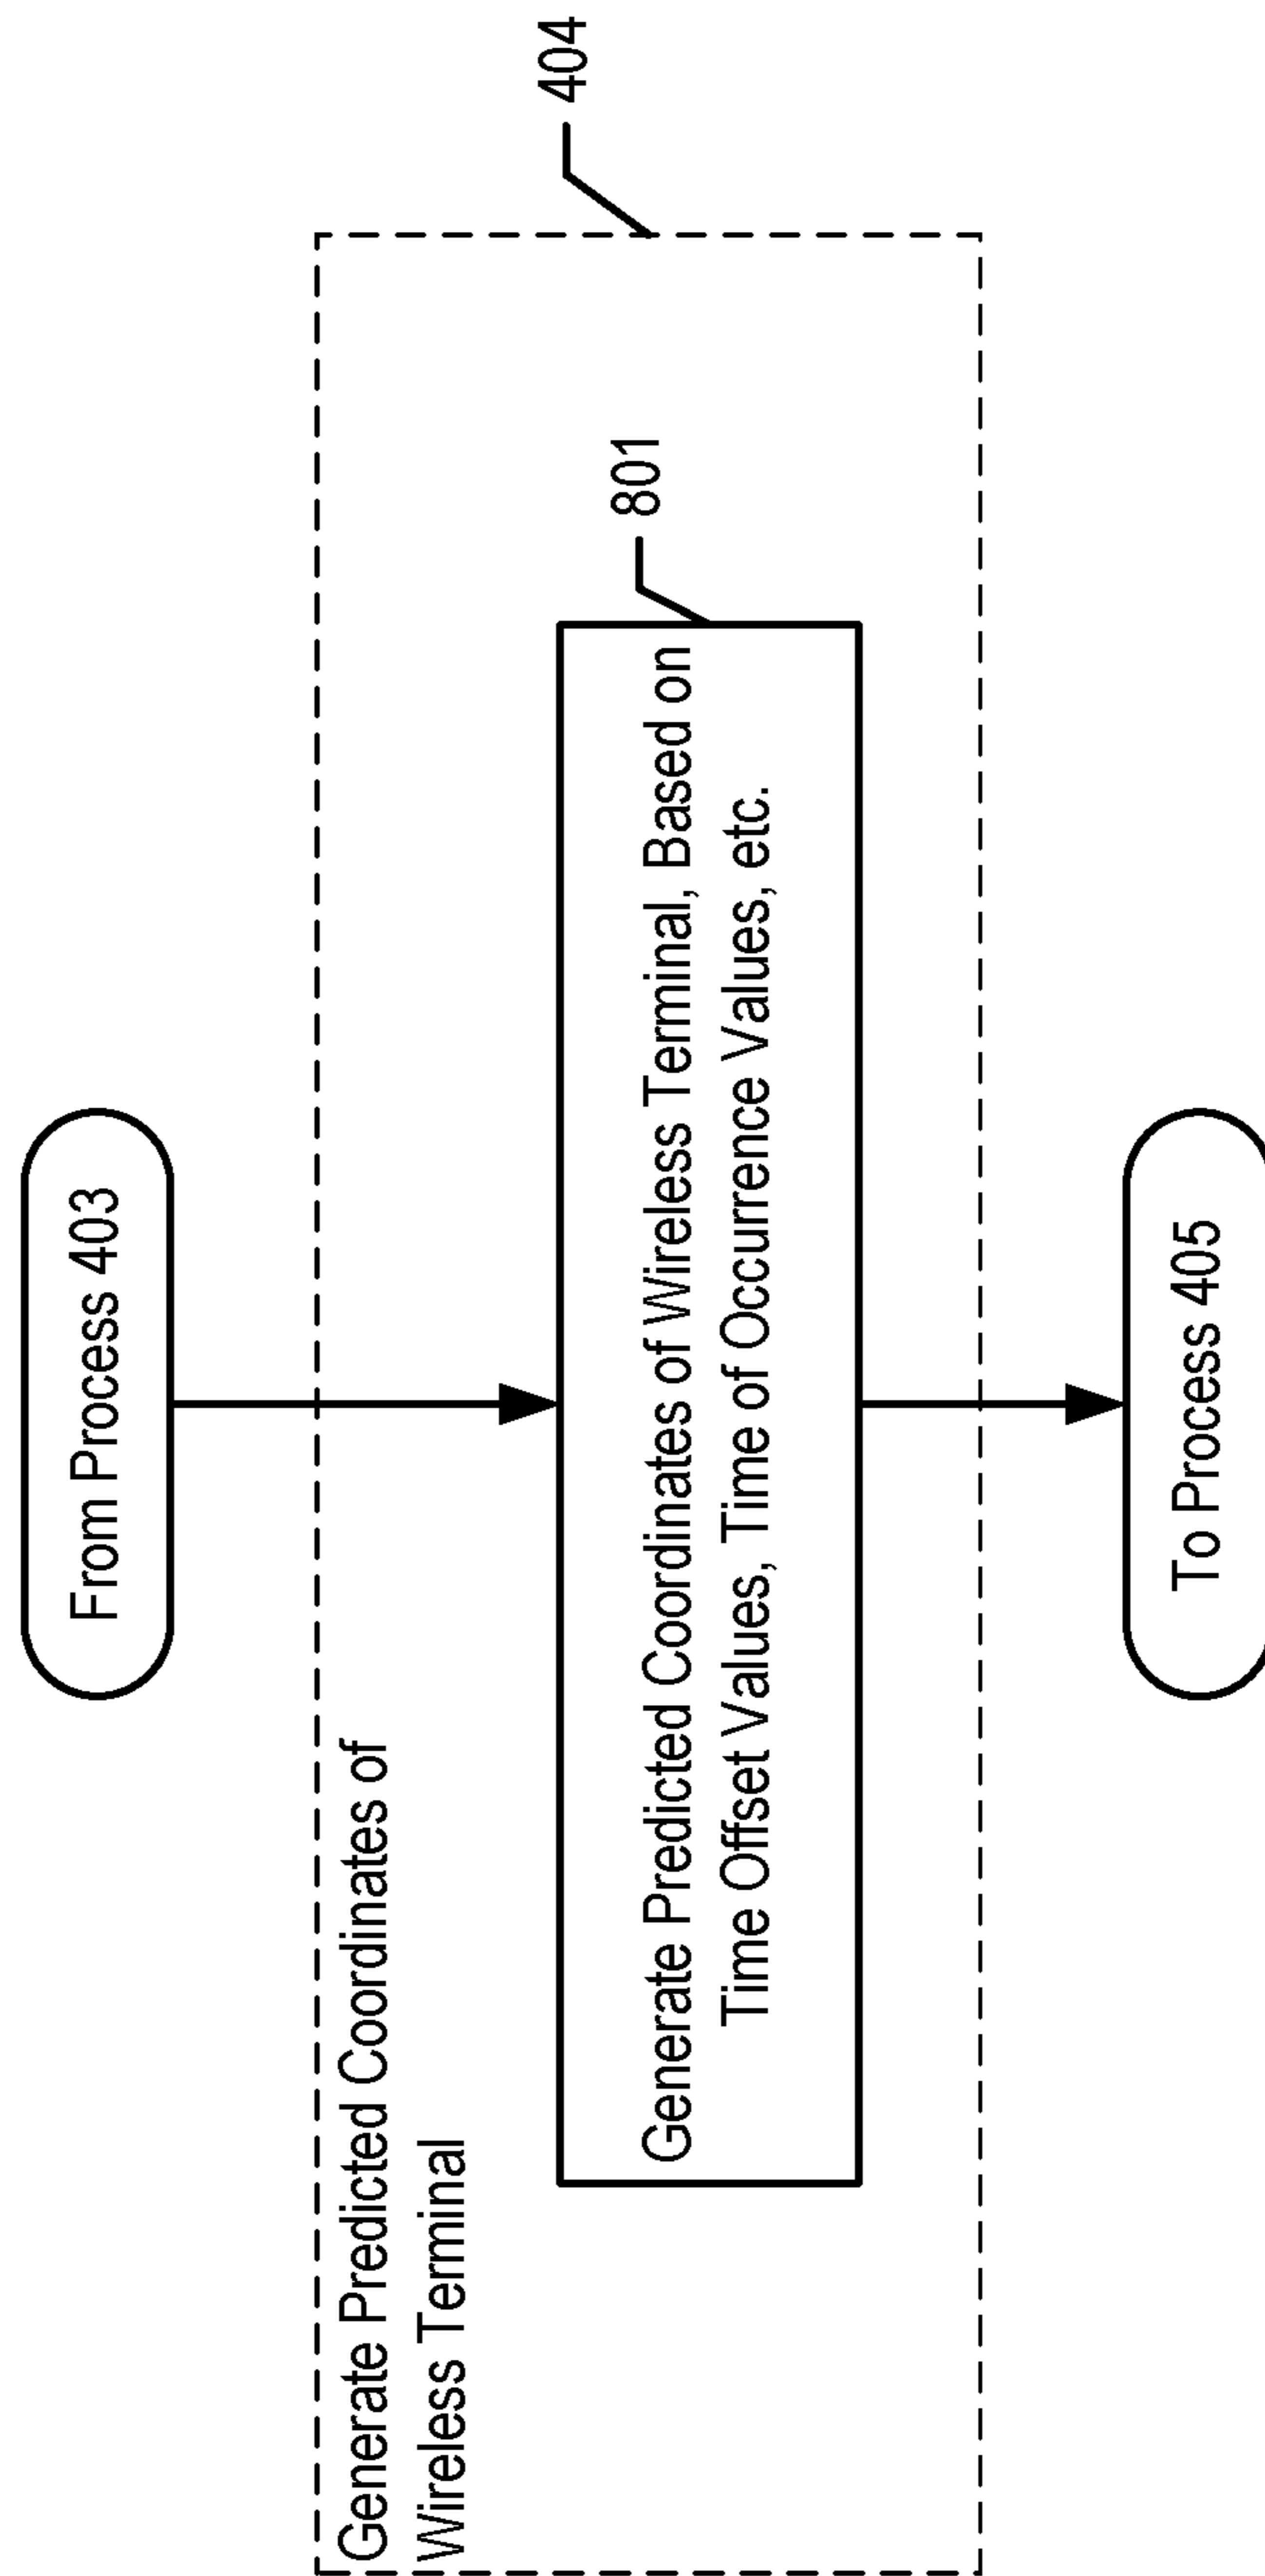 From Process 403
404
Generate Predicted Coordinates of
Wireless Terminal
801
Generate Predicted Coordinates of Wireless Terminal, Based on
Time Offset Values, Time of Occurrence Values, etc.
To Process 405